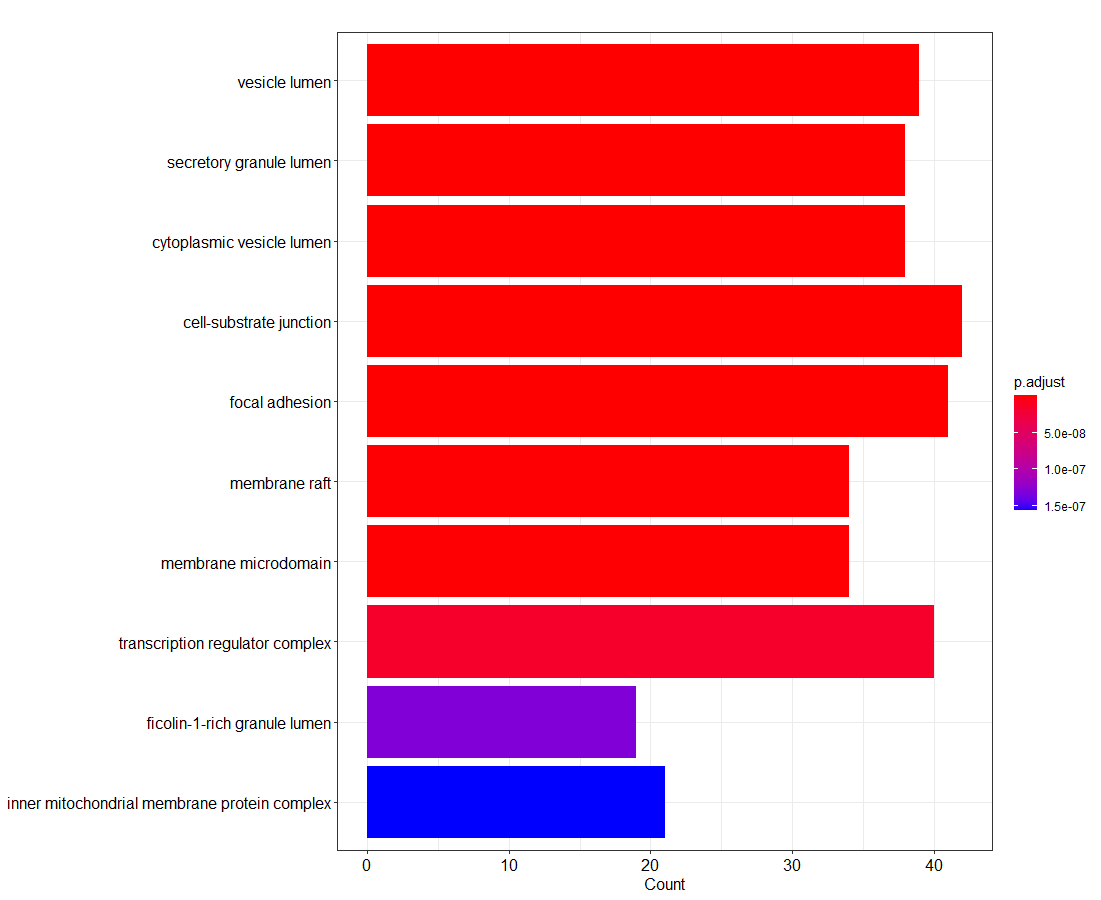 vesicle lumen
secretory granule lumen
cytoplasmic vesicle lumen
cell-substrate junction
focal adhesion
membrane raft
membrane microdomain
transcription regulator complex
ficolin-1-rich granule lumen
inner mitochondrial membrane protein complex
0 10 20 30 40
Count
p.adjust
5.0e-08
1.0e-07
1.5e-07